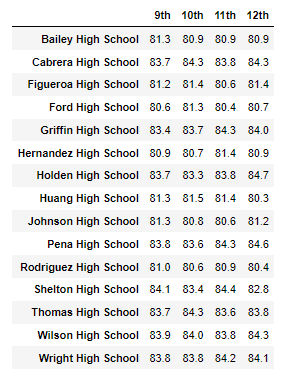 9th 10th 11th 12th
Bailey High School 81.3 80.9 80.9 80.9
Cabrera High School 83.7 84.3 83.8 84.3
Figueroa High School 81.2 81.4 80.6 81.4
Ford High School 80.6 81.3 80.4 80.7
Griffin High School 83.4 83.7 84.3 84.0
Hernandez High School 80.9 80.7 81.4 80.9
Holden High School 83.7 83.3 83.8 84.7
Huang High School 81.3 81.5 81.4 80.3
Johnson High School 81.3 80.8 80.6 81.2
Pena High School 83.8 83.6 84.3 84.6
Rodriguez High School 81.0 80.6 80.9 80.4
Shelton High School 84.1 83.4 84.4 82.8
Thomas High School 83.7 84.3 83.6 83.8
Wilson High School 83.9 84.0 83.8 84.3
Wright High School 83.8 83.8 84.2 84.1